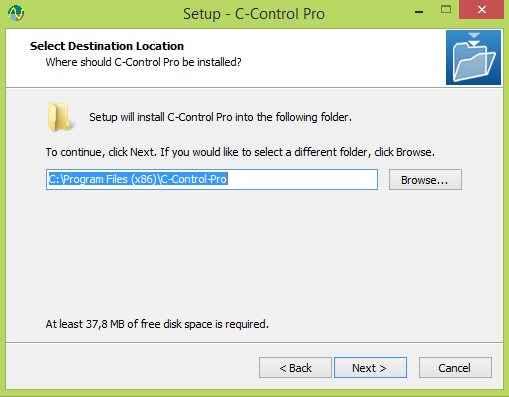 Setup - C-Control Pro
Select Destination Location
Where should C-Control Pro be installed?
Setup will install C-Control Pro into the following folder.
To continue, click Next. If you would like to select a different folder, click Browse.
C:\Program Files (x86)\C-Control-Pro
Browse...
At least 37,8 MB of free disk space is required.
< Back
Next >
Cancel